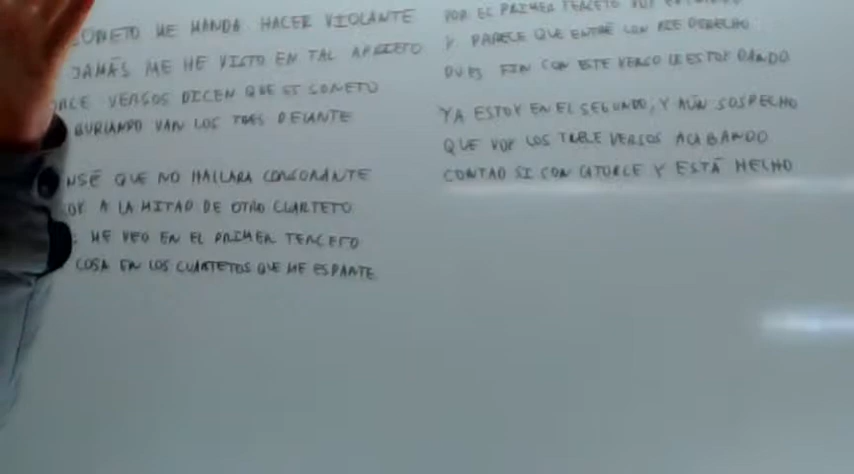 SONETO ME MANDA HACER VIOLANTE
JAMÁS ME HE VISTO EN TAL APRIETO
VERSOS DICEN QUE ES SONETO
BURLANDO VAN LOS TRES DELANTE
NSÉ QUE NO HALLARA CONSONANTE
A LA MITAD DE OTRO CUARTETO
ME VEO EN EL PRIMER TERCETO
COSA EN LOS CUARTETOS QUE ME ESPANTE
POR EL PRIMER TERCETO VOY
Y PARECE QUE ENTRÉ CON PIE DERECHO
PUES FIN CON ESTE VERSO LE ESTOY DANDO
YA ESTOY EN EL SEGUNDO, Y AÚN SOSPECHO
QUE VOY LOS TRECE VERSOS ACABANDO
CONTAD SI SON CATORCE Y ESTÁ HECHO